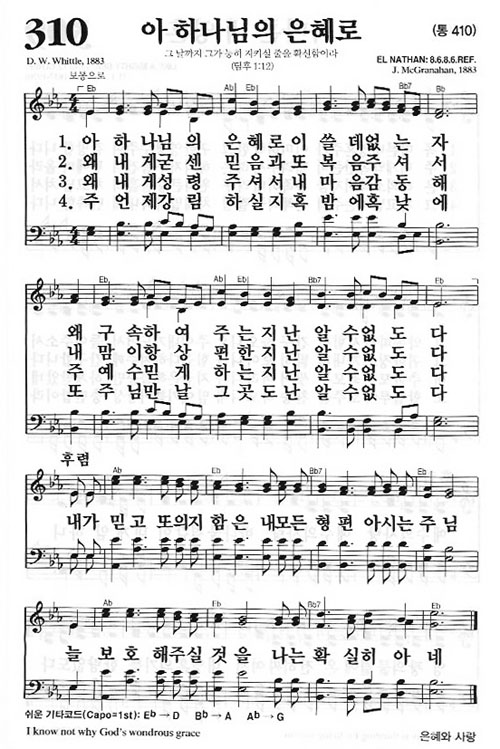 310
아 하나님의 은혜로
(통 410)
그 날까지 그가 능히 지키실 줄을 확신함이라
(딤후 1:12)
D. W. Whittle, 1883
EL NATHAN: 8.6.8.6.REF.
J. McGranahan, 1883
보통으로
Eb Ab Eb
1. 아 하 나님 의 은 혜로 이 쓸 데없 는 자
2. 왜 내 게굳 센 믿 음과 또 복 음주 셔 서
3. 왜 내 게성 령 주 셔서 내 마 음감 동 해
4. 주 언 제강 림 하 실지 혹 밤 에혹 낮 에
Eb Ab Eb Bb7 Eb
왜 구 속하 여 주 는지 난 알 수없 도 다
내 맘 이항 상 편 한지 난 알 수없 도 다
주 예 수믿 게 하 는지 난 알 수없 도 다
또 주 님만 날 그 곳도 난 알 수없 도 다
후렴
Ab Eb Bb7 Eb
내가 믿고 또의지 함은 내모든 형편 아시는 주님
Ab Eb Bb7 Eb
늘 보호 해주실 것을 나는 확 실히 아 네
쉬운 기타코드(Capo=1st): Eb→D Bb→A Ab→G
I know not why God's wondrous grace
은혜와 사랑